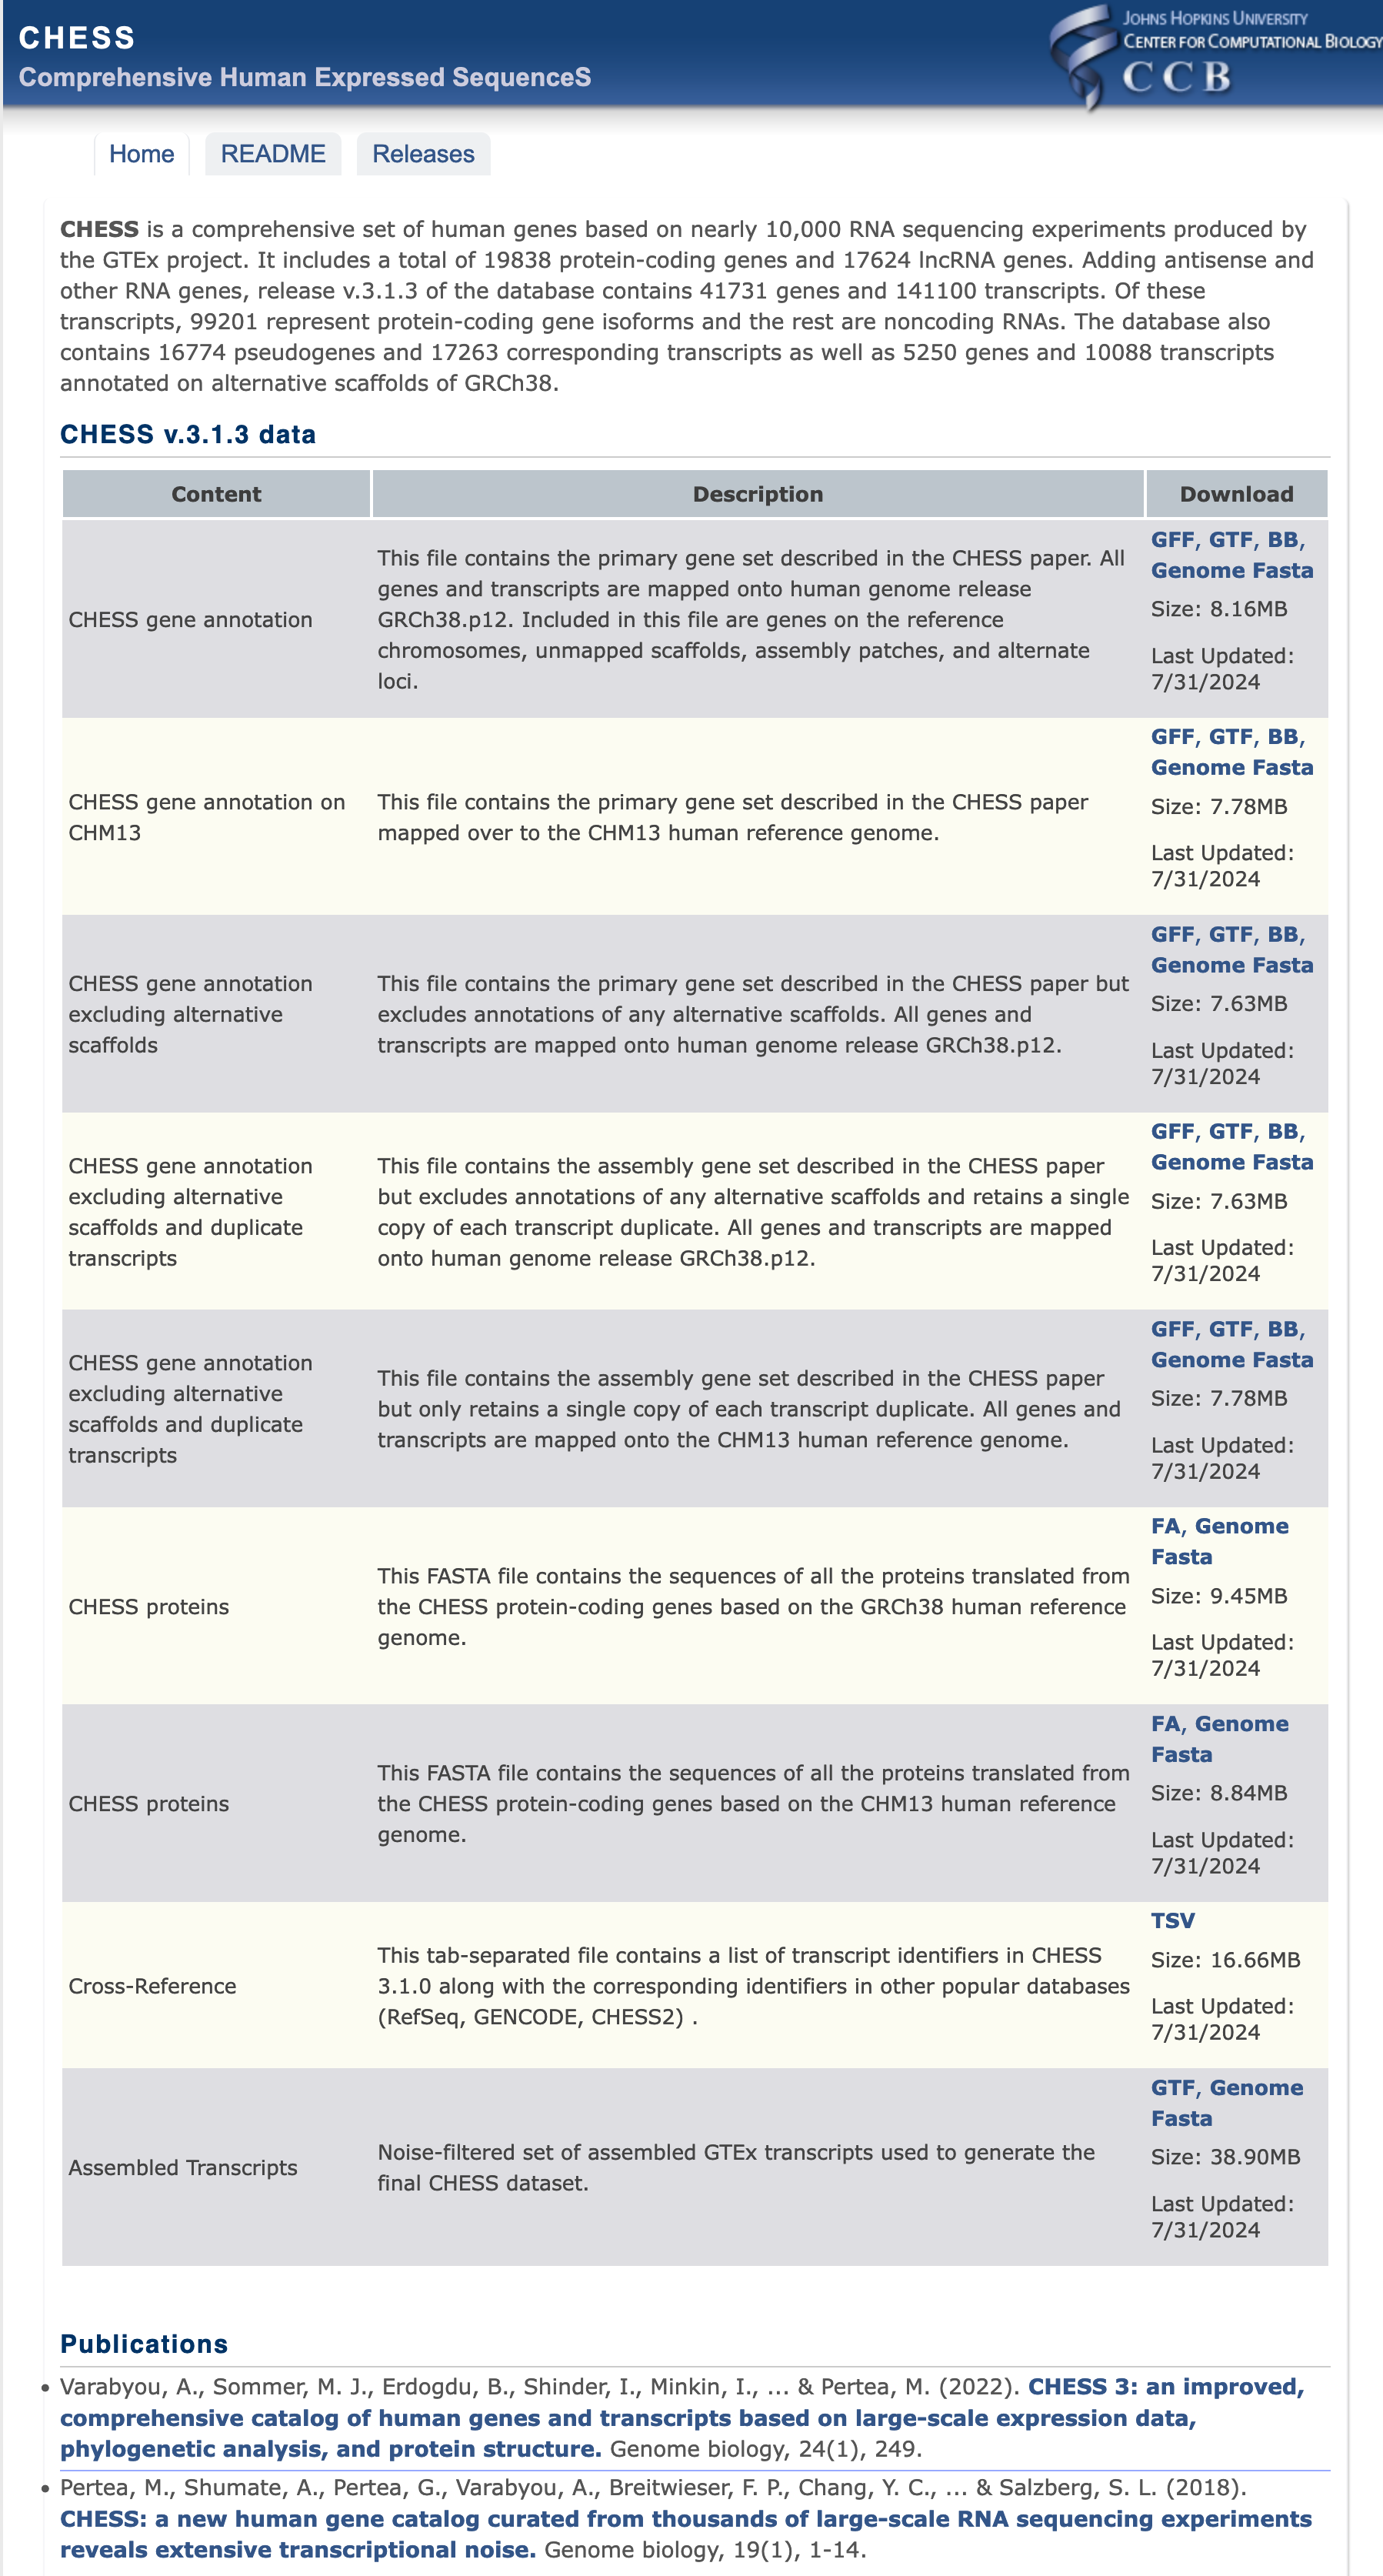 CHESS
Comprehensive Human Expressed SequenceS
JOHNS HOPKINS UNIVERSITY
CENTER FOR COMPUTATIONAL BIOLOGY
CCB
Home
README
Releases
CHESS is a comprehensive set of human genes based on nearly 10,000 RNA sequencing experiments produced by
the GTEx project. It includes a total of 19838 protein-coding genes and 17624 lncRNA genes. Adding antisense and
other RNA genes, release v.3.1.3 of the database contains 41731 genes and 141100 transcripts. Of these
transcripts, 99201 represent protein-coding gene isoforms and the rest are noncoding RNAs. The database also
contains 16774 pseudogenes and 17263 corresponding transcripts as well as 5250 genes and 10088 transcripts
annotated on alternative scaffolds of GRCh38.
CHESS v.3.1.3 data
Content
Description
Download
CHESS gene annotation
This file contains the primary gene set described in the CHESS paper. All
genes and transcripts are mapped onto human genome release
GRCh38.p12. Included in this file are genes on the reference
chromosomes, unmapped scaffolds, assembly patches, and alternate
loci.
GFF, GTF, BB,
Genome Fasta
Size: 8.16MB
Last Updated:
7/31/2024
CHESS gene annotation on
CHM13
This file contains the primary gene set described in the CHESS paper
mapped over to the CHM13 human reference genome.
GFF, GTF, BB,
Genome Fasta
Size: 7.78MB
Last Updated:
7/31/2024
CHESS gene annotation
excluding alternative
scaffolds
This file contains the primary gene set described in the CHESS paper but
excludes annotations of any alternative scaffolds. All genes and
transcripts are mapped onto human genome release GRCh38.p12.
GFF, GTF, BB,
Genome Fasta
Size: 7.63MB
Last Updated:
7/31/2024
CHESS gene annotation
excluding alternative
scaffolds and duplicate
transcripts
This file contains the assembly gene set described in the CHESS paper
but excludes annotations of any alternative scaffolds and retains a single
copy of each transcript duplicate. All genes and transcripts are mapped
onto human genome release GRCh38.p12.
GFF, GTF, BB,
Genome Fasta
Size: 7.63MB
Last Updated:
7/31/2024
CHESS gene annotation
excluding alternative
scaffolds and duplicate
transcripts
This file contains the assembly gene set described in the CHESS paper
but only retains a single copy of each transcript duplicate. All genes and
transcripts are mapped onto the CHM13 human reference genome.
GFF, GTF, BB,
Genome Fasta
Size: 7.78MB
Last Updated:
7/31/2024
CHESS proteins
This FASTA file contains the sequences of all the proteins translated from
the CHESS protein-coding genes based on the GRCh38 human reference
genome.
FA, Genome
Fasta
Size: 9.45MB
Last Updated:
7/31/2024
CHESS proteins
This FASTA file contains the sequences of all the proteins translated from
the CHESS protein-coding genes based on the CHM13 human reference
genome.
FA, Genome
Fasta
Size: 8.84MB
Last Updated:
7/31/2024
Cross-Reference
This tab-separated file contains a list of transcript identifiers in CHESS
3.1.0 along with the corresponding identifiers in other popular databases
(RefSeq, GENCODE, CHESS2) .
TSV
Size: 16.66MB
Last Updated:
7/31/2024
Assembled Transcripts
Noise-filtered set of assembled GTEx transcripts used to generate the
final CHESS dataset.
GTF, Genome
Fasta
Size: 38.90MB
Last Updated:
7/31/2024
Publications
• Varabyou, A., Sommer, M. J., Erdogdu, B., Shinder, I., Minkin, I., ... & Pertea, M. (2022). CHESS 3: an improved,
comprehensive catalog of human genes and transcripts based on large-scale expression data,
phylogenetic analysis, and protein structure. Genome biology, 24(1), 249.
• Pertea, M., Shumate, A., Pertea, G., Varabyou, A., Breitwieser, F. P., Chang, Y. C., ... & Salzberg, S. L. (2018).
CHESS: a new human gene catalog curated from thousands of large-scale RNA sequencing experiments
reveals extensive transcriptional noise. Genome biology, 19(1), 1-14.